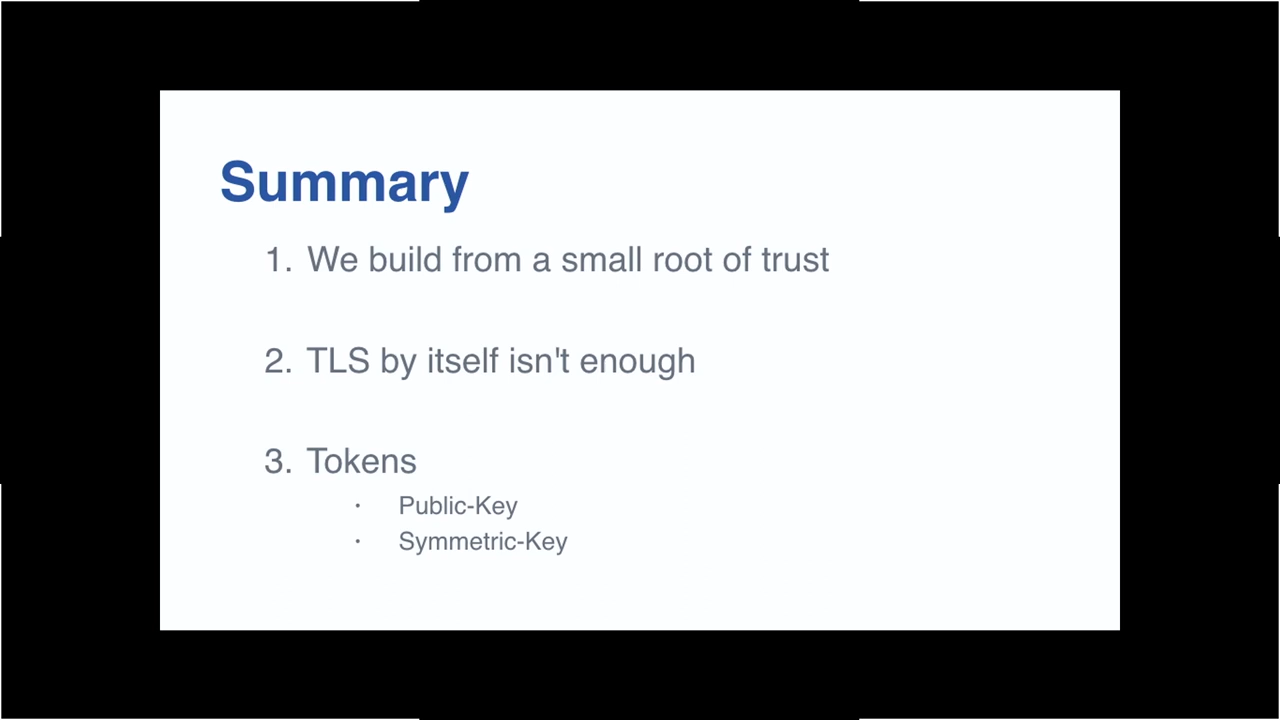 Summary
1. We build from a small root of trust
2. TLS by itself isn't enough
3. Tokens
· Public-Key
· Symmetric-Key